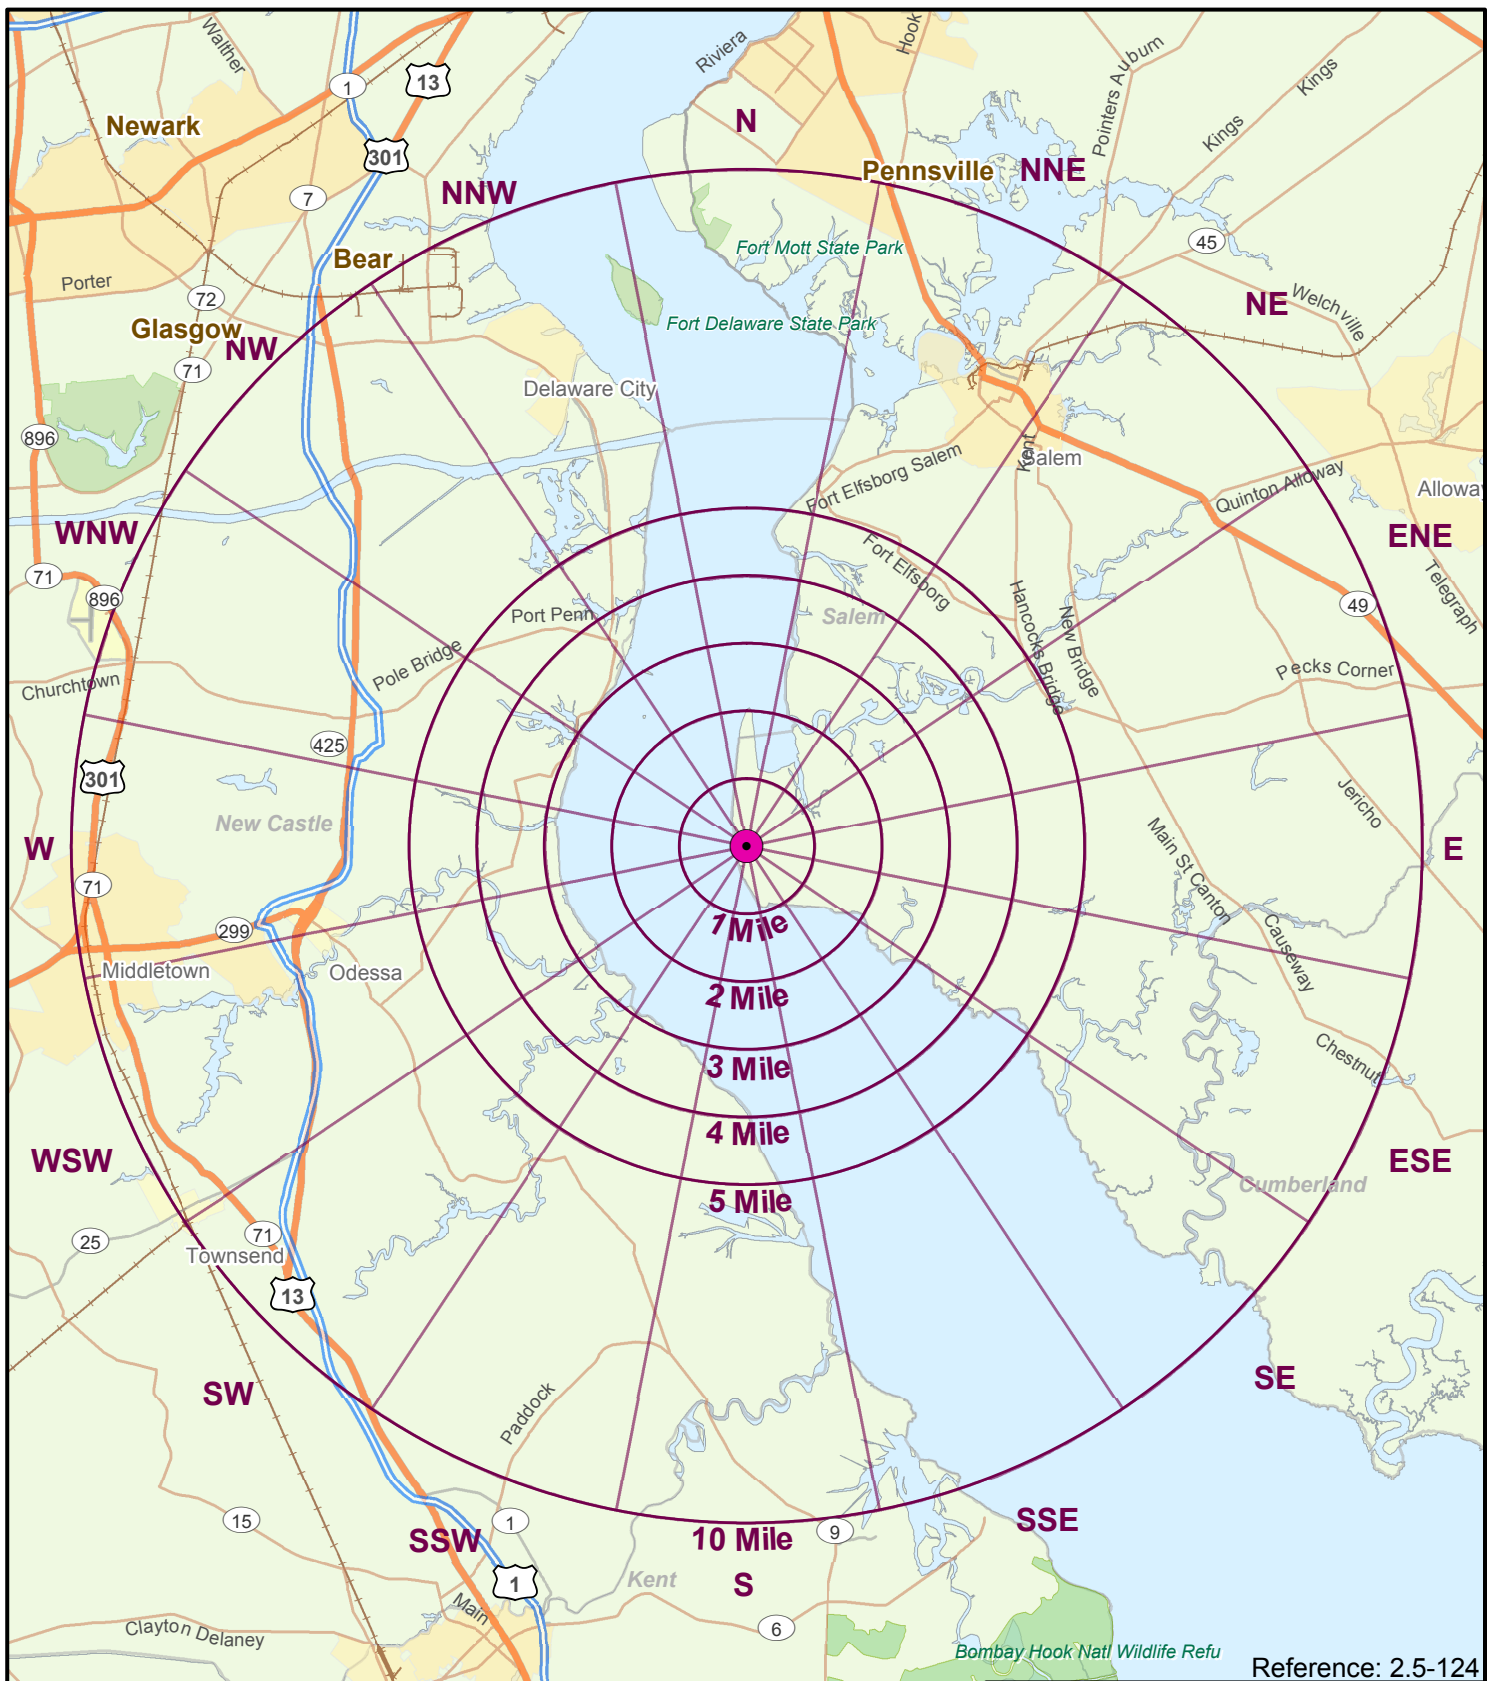 Walther
Riviera
Hook
13
1
Pointers Auburn
Kings
Kings
N
Newark
301
Pennsville
NNE
NNW
7
45
Fort Mott State Park
Bear
Porter
72
NE
Welchville
Glasgow
Fort Delaware State Park
NW
71
Delaware City
896
Kent
Salem
Fort Elfsborg Salem
Quinton Alloway
Alloway
WNW
ENE
Fort Elfsborg
71
896
Telegraph
49
Hancocks Bridge
New Bridge
Port Penn
Salem
Pole Bridge
Pecks Corner
Churchtown
425
301
Jericho
New Castle
W
E
Main St Canton
71
1 Mile
299
Causeway
Middletown
Odessa
2 Mile
3 Mile
Chestnut
4 Mile
WSW
ESE
Cumberland
5 Mile
71
25
Townsend
13
SE
SW
Paddock
15
1
SSW
SSE
10 Mile
9
Kent
S
1
Main
6
Clayton Delaney
Bombay Hook Natl Wildlife Refu
Reference: 2.5-124